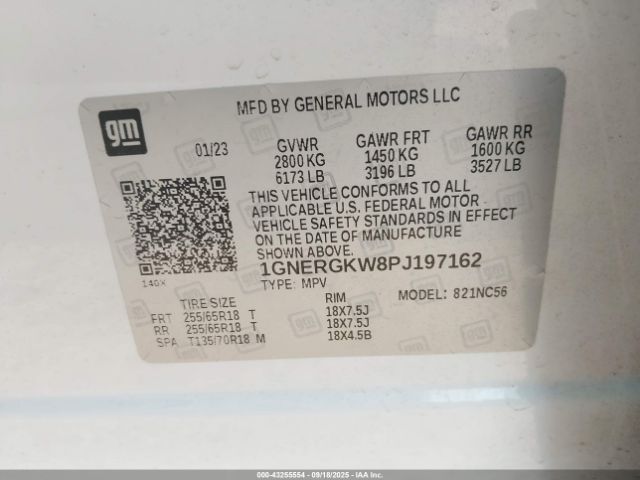 MFD BY GENERAL MOTORS LLC
gm
01/23 GVWR GAWR FRT GAWR RR
2800 KG 1450 KG 1600 KG
6173 LB 3196 LB 3527 LB
THIS VEHICLE CONFORMS TO ALL
APPLICABLE U.S. FEDERAL MOTOR
VEHICLE SAFETY STANDARDS IN EFFECT
ON THE DATE OF MANUFACTURE
SHOWN ABOVE.
1GNERGKW8PJ197162
140X
TYPE: MPV MODEL: 821NC56
TIRE SIZE RIM
FRT 255/65R18 T 18X7.5J
RR 255/65R18 T 18X7.5J
SPA T135/70R18 M 18X4.5B
000-43255554 - 09/18/2025 - IAA Inc.